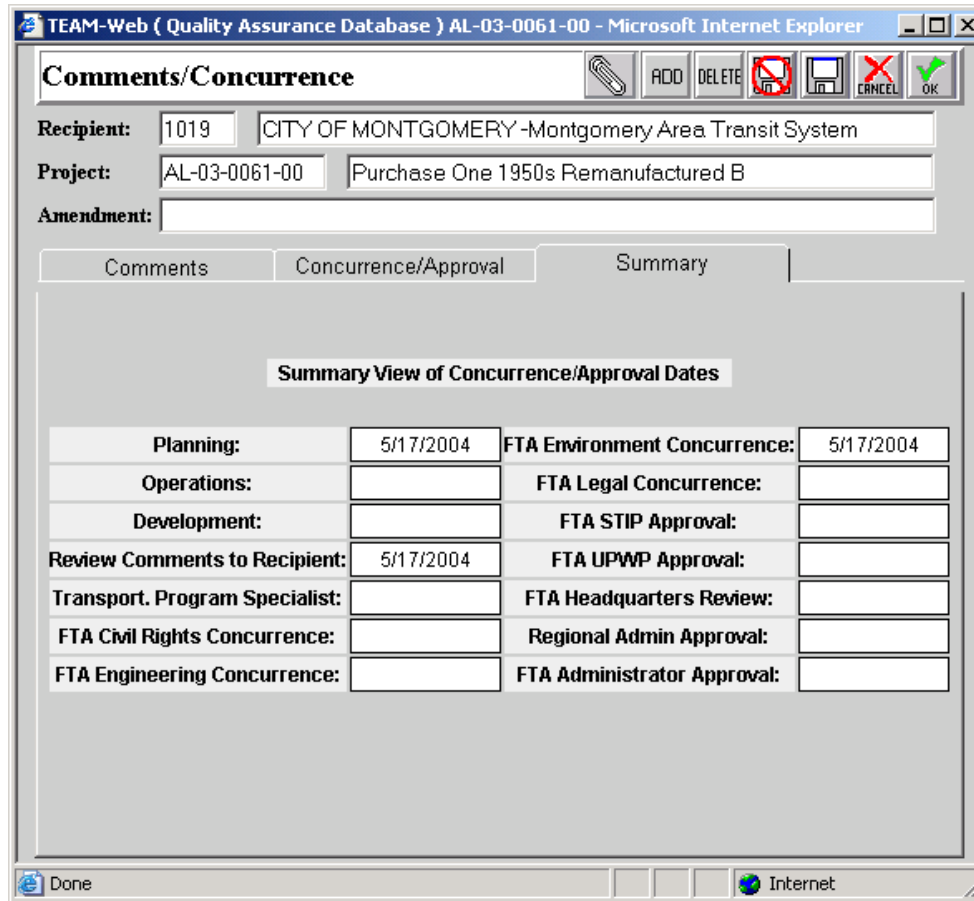 TEAM-Web ( Quality Assurance Database ) AL-03-0061-00 - Microsoft Internet Explorer
Comments/Concurrence ADD DELETE CANCEL OK
Recipient: 1019 CITY OF MONTGOMERY -Montgomery Area Transit System
Project: AL-03-0061-00 Purchase One 1950s Remanufactured B
Amendment:
Comments Concurrence/Approval Summary
Summary View of Concurrence/Approval Dates
Planning: 5/17/2004 FTA Environment Concurrence: 5/17/2004
Operations: FTA Legal Concurrence:
Development: FTA STIP Approval:
Review Comments to Recipient: 5/17/2004 FTA UPWP Approval:
Transport. Program Specialist: FTA Headquarters Review:
FTA Civil Rights Concurrence: Regional Admin Approval:
FTA Engineering Concurrence: FTA Administrator Approval:
Done Internet